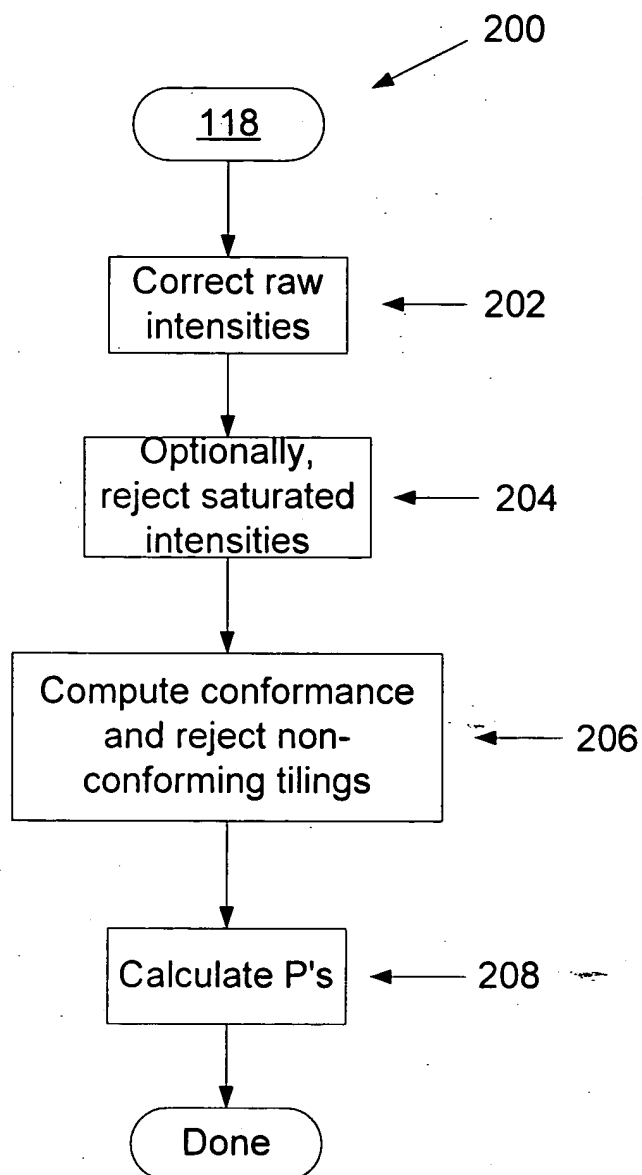 200
118
Correct raw
intensities
202
Optionally,
reject saturated
intensities
204
Compute conformance
and reject non-
conforming tilings
206
Calculate P's
208
Done